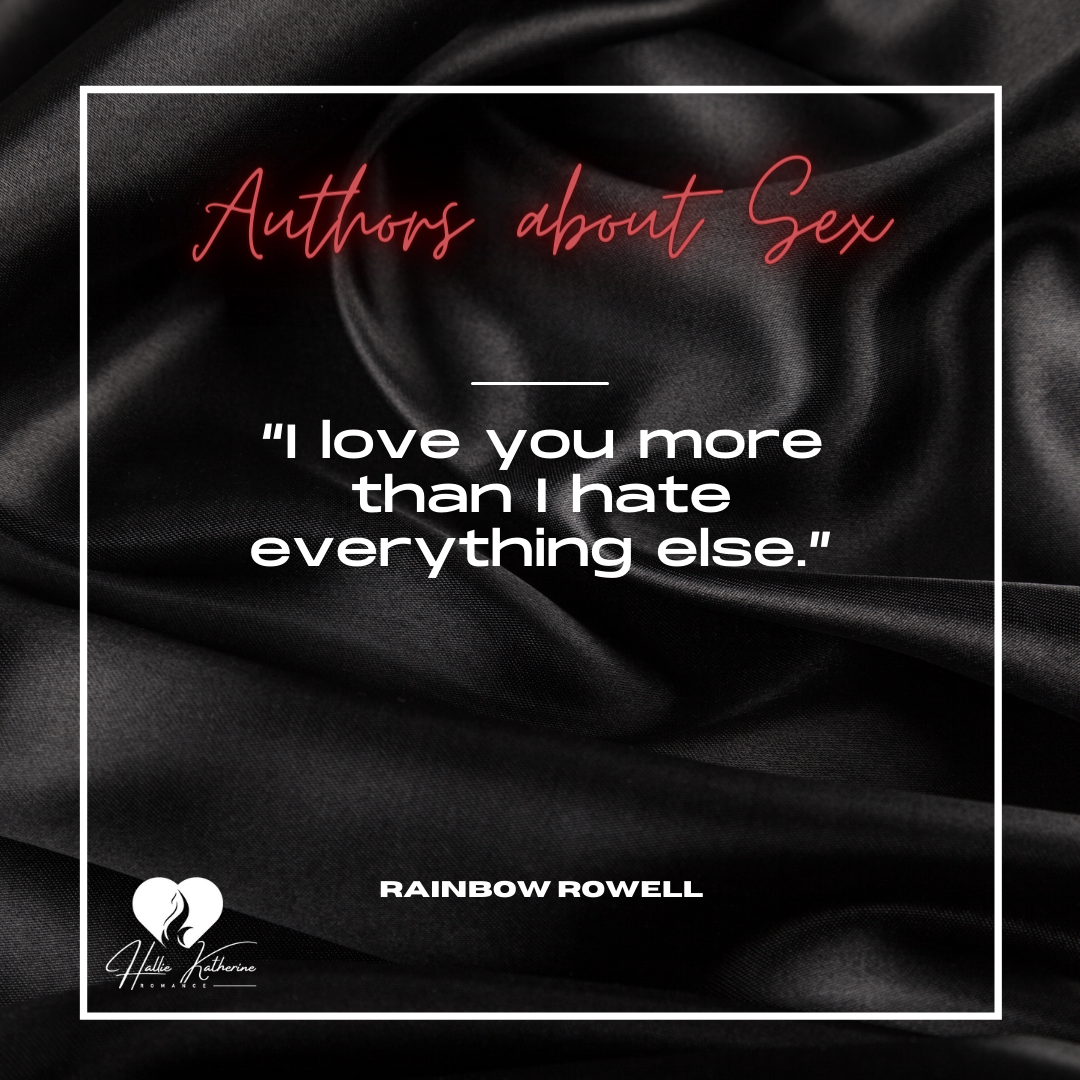 Authors about Sex
"I love you more
than I hate
everything else."
RAINBOW ROWELL
Hallie Katherine
ROMANCE